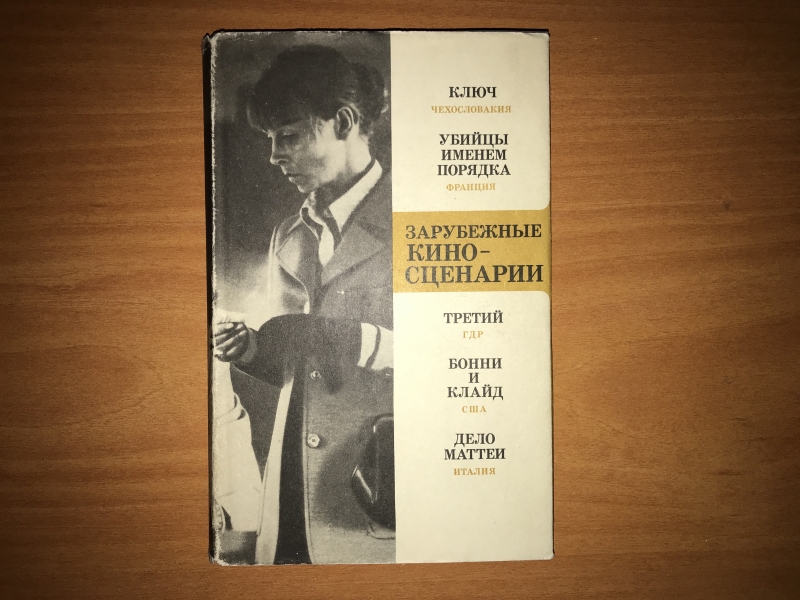 КЛЮЧ
ЧЕХОСЛОВАКИЯ
УБИЙЦЫ
ИМЕНЕМ
ПОРЯДКА
ФРАНЦИЯ
ЗАРУБЕЖНЫЕ
КИНО-
СЦЕНАРИИ
ТРЕТИЙ
ГДР
БОННИ
И
КЛАЙД
США
ДЕЛО
МАТТЕИ
ИТАЛИЯ